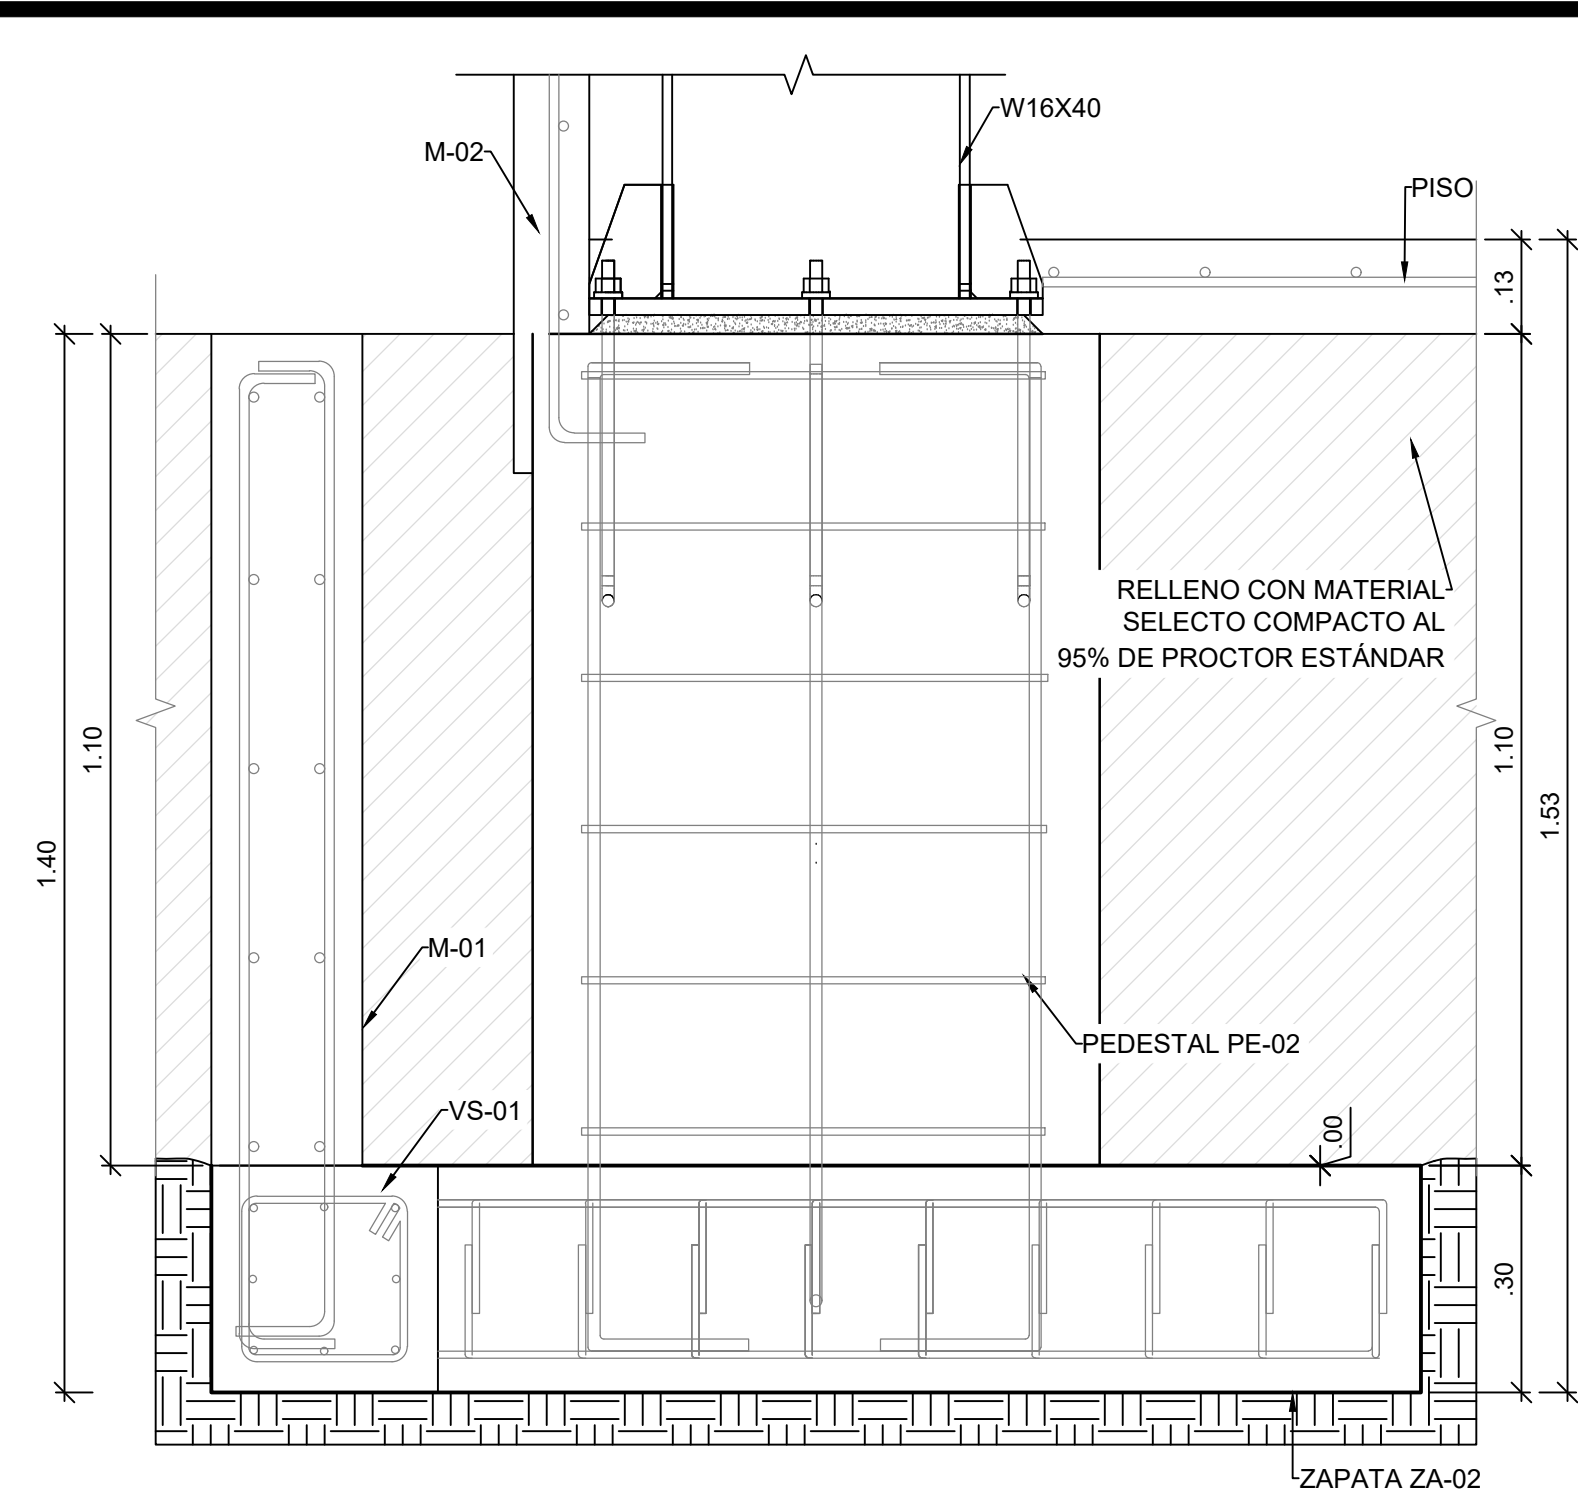 W16X40
M-02
PISO
.13
RELLENO CON MATERIAL
SELECTO COMPACTO AL
95% DE PROCTOR ESTÁNDAR
1.10
1.10
1.53
1.40
M-01
PEDESTAL PE-02
VS-01
.00
.30
ZAPATA ZA-02